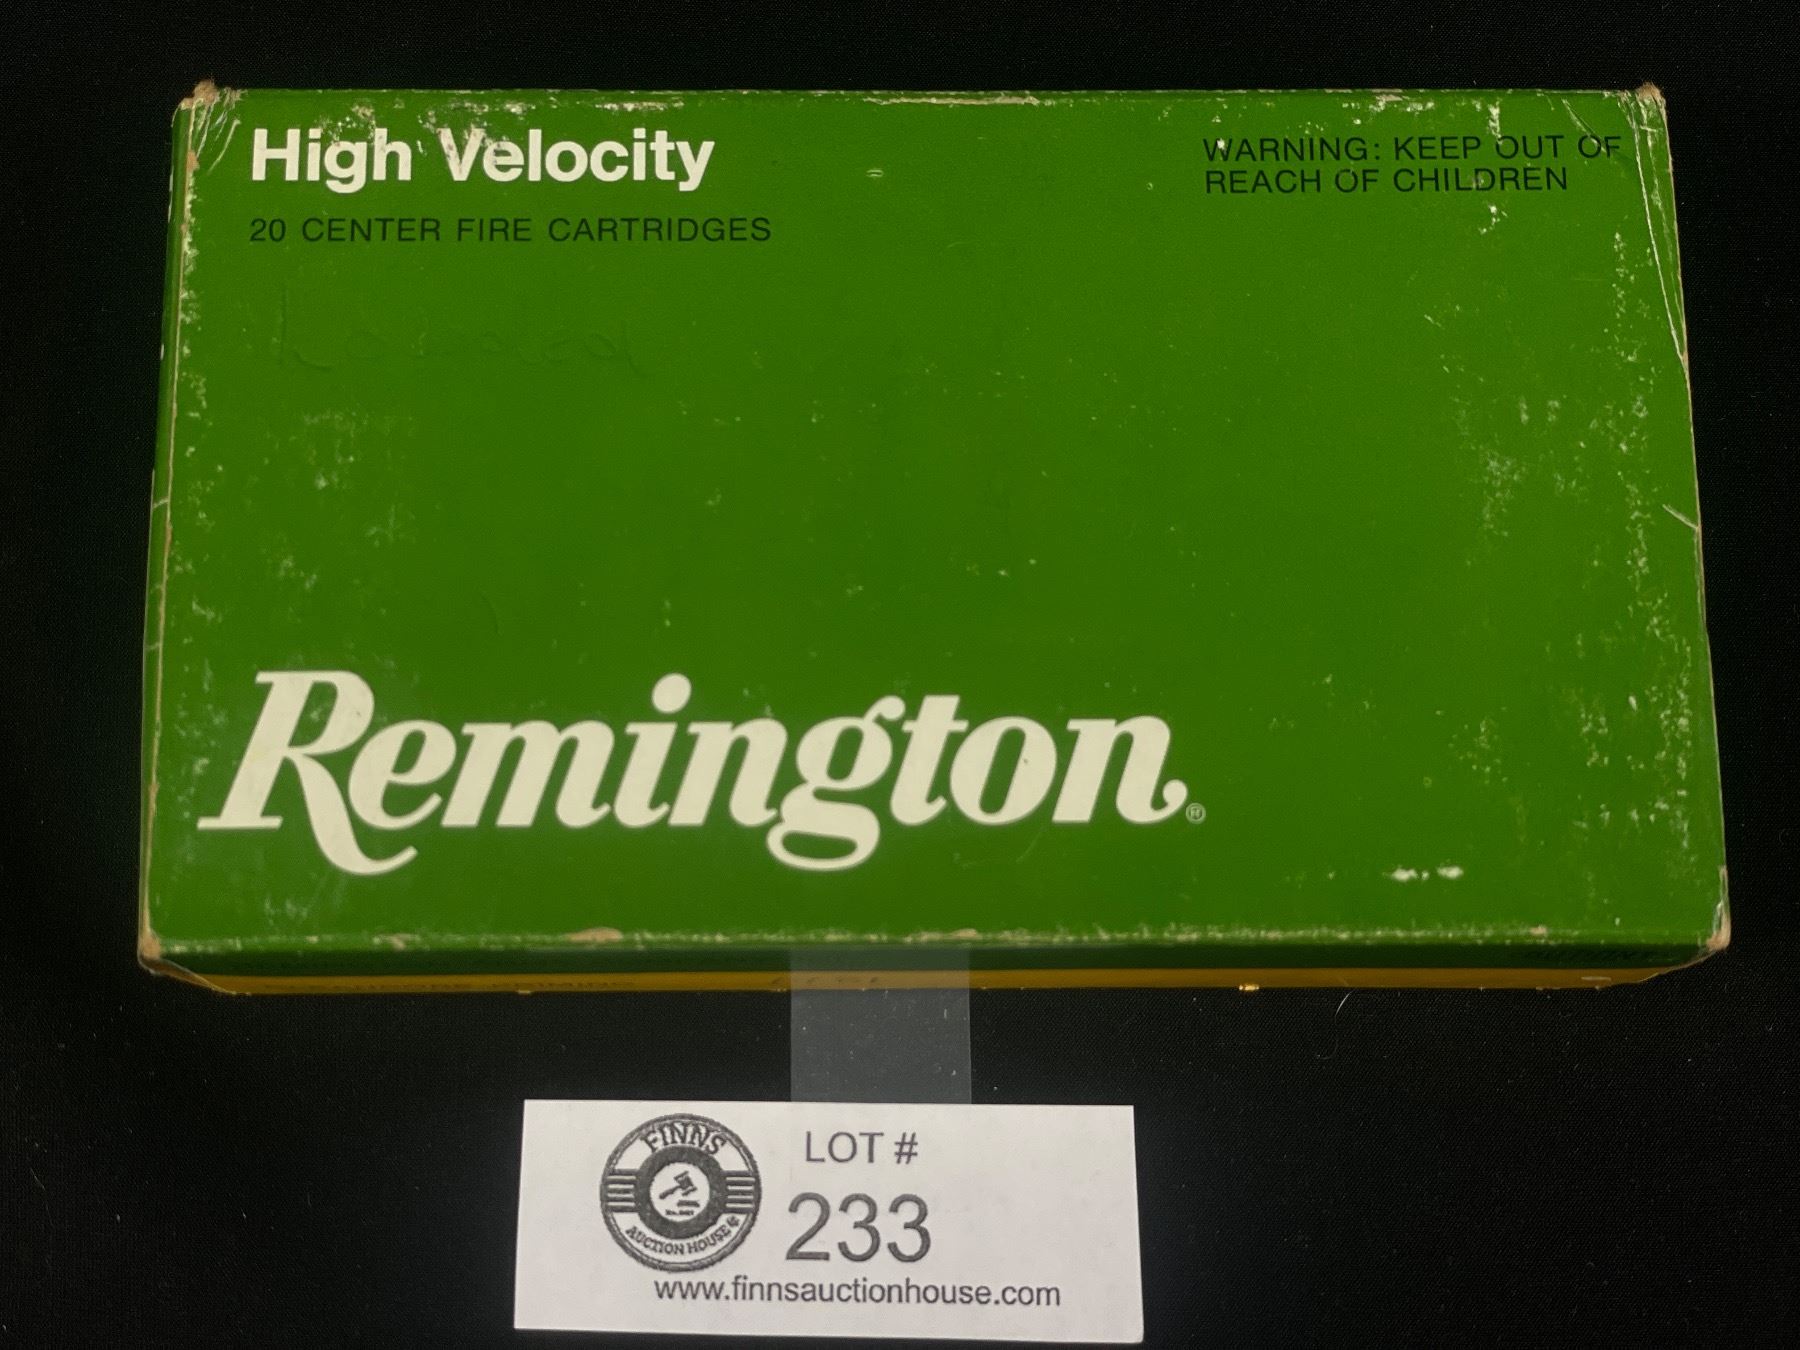 High Velocity
20 CENTER FIRE CARTRIDGES
WARNING: KEEP OUT OF
REACH OF CHILDREN
Remington®
FINNS
AUCTION HOUSE
LOT #
233
www.finnsauctionhouse.com